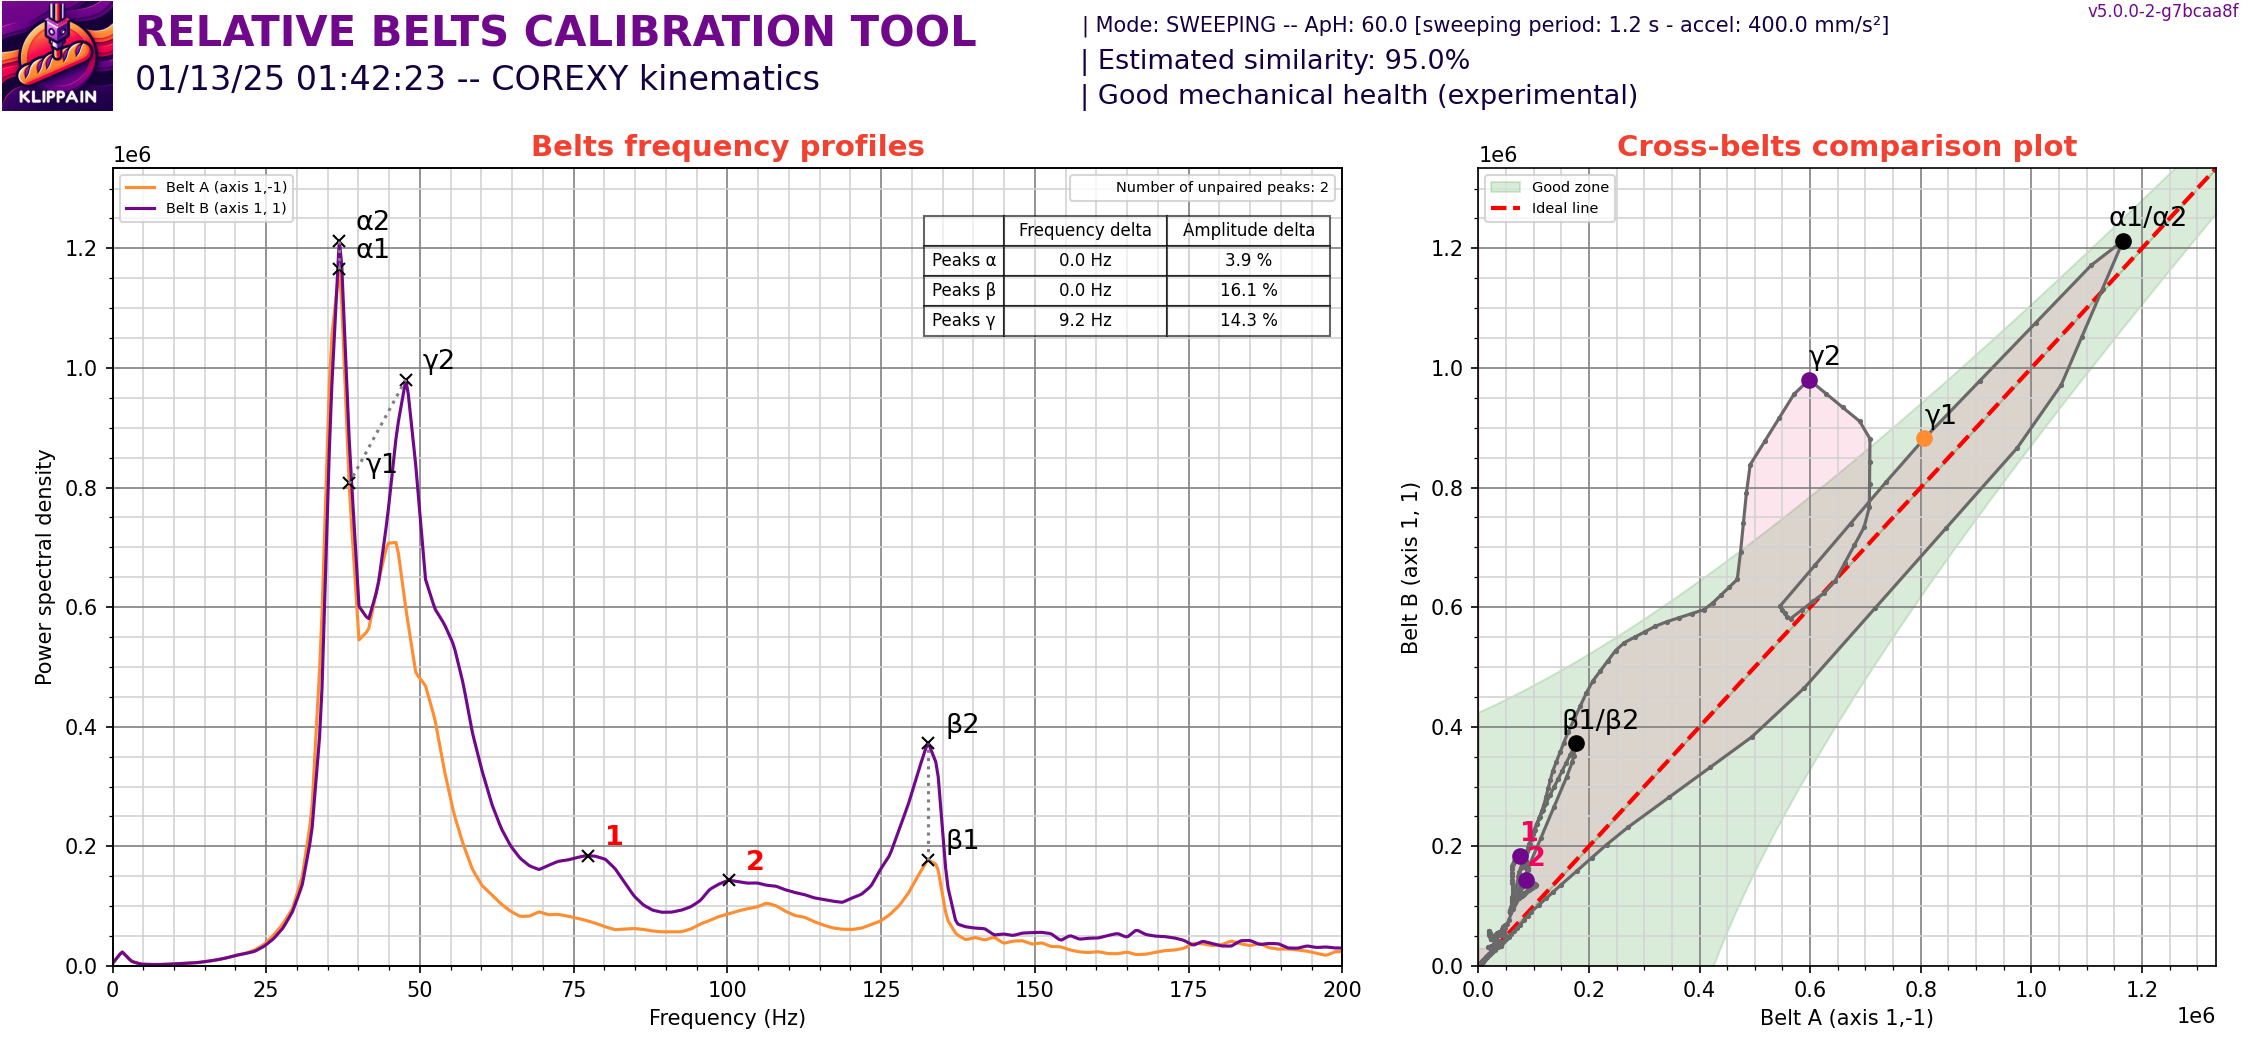 KLIPPAIN
RELATIVE BELTS CALIBRATION TOOL
01/13/25 01:42:23 -- COREXY kinematics
| Mode: SWEEPING -- ApH: 60.0 [sweeping period: 1.2 s - accel: 400.0 mm/s²]
| Estimated similarity: 95.0%
| Good mechanical health (experimental)
v5.0.0-2-g7bcaa8f
Belts frequency profiles
1e6
Belt A (axis 1,-1)
Belt B (axis 1, 1)
Number of unpaired peaks: 2
Frequency delta Amplitude delta
Peaks α 0.0 Hz 3.9 %
Peaks β 0.0 Hz 16.1 %
Peaks γ 9.2 Hz 14.3 %
α2
α1
γ2
γ1
β2
β1
1
2
Power spectral density
1.2
1.0
0.8
0.6
0.4
0.2
0.0
0 25 50 75 100 125 150 175 200
Frequency (Hz)
Cross-belts comparison plot
1e6
Good zone
Ideal line
α1/α2
γ2
γ1
β1/β2
1
2
Belt B (axis 1, 1)
1.2
1.0
0.8
0.6
0.4
0.2
0.0
0.0 0.2 0.4 0.6 0.8 1.0 1.2
Belt A (axis 1,-1)
1e6